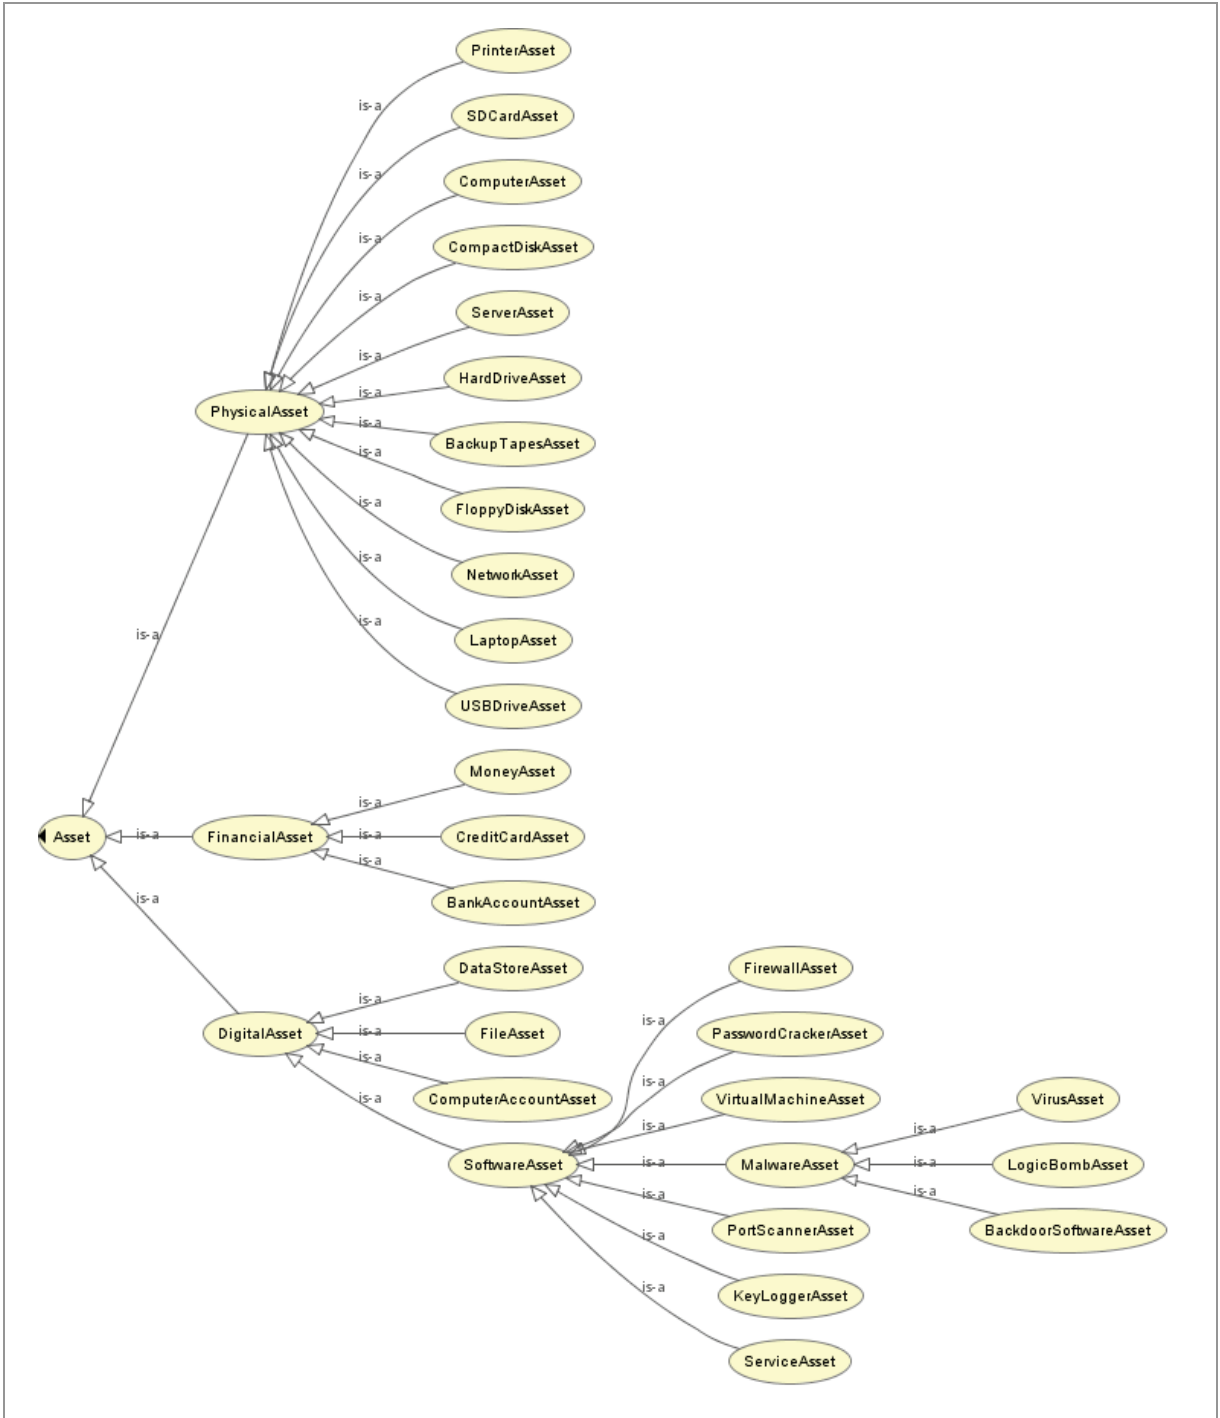 PrinterAsset
is-a
SDCardAsset
is-a
ComputerAsset
is-a
CompactDiskAsset
is-a
ServerAsset
is-a
HardDriveAsset
is-a
PhysicalAsset
is-a
BackupTapesAsset
is-a
FloppyDiskAsset
is-a
NetworkAsset
is-a
LaptopAsset
is-a
is-a
USBDriveAsset
MoneyAsset
is-a
Asset
is-a
FinancialAsset
is-a
CreditCardAsset
is-a
BankAccountAsset
is-a
DataStoreAsset
FirewallAsset
is-a
is-a
DigitalAsset
is-a
FileAsset
PasswordCrackerAsset
is-a
is-a
ComputerAccountAsset
is-a
VirtualMachineAsset
VirusAsset
is-a
is-a
SoftwareAsset
is-a
MalwareAsset
is-a
LogicBombAsset
is-a
is-a
PortScannerAsset
BackdoorSoftwareAsset
is-a
KeyLoggerAsset
is-a
ServiceAsset